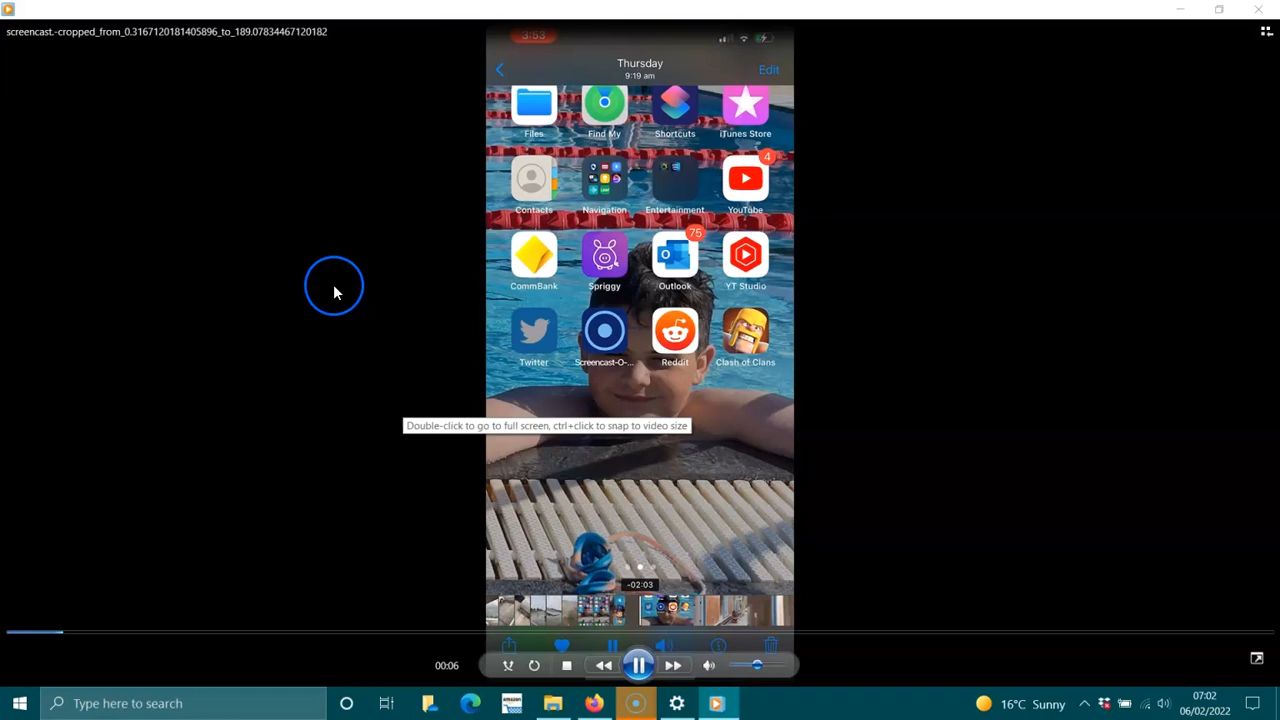 screencast.-cropped_from_0.3167120181405896_to_189.07834467120182
3:53
Thursday
9:19 am
Edit
Files
Find My
Shortcuts
iTunes Store
4
Contacts
Navigation
Entertainment
YouTube
75
CommBank
Spriggy
Outlook
YT Studio
Twitter
Screencast-O-...
Reddit
Clash of Clans
Double-click to go to full screen, ctrl+click to snap to video size
-02:03
00:06
Type here to search
amazon
16°C Sunny
07:02
06/02/2022